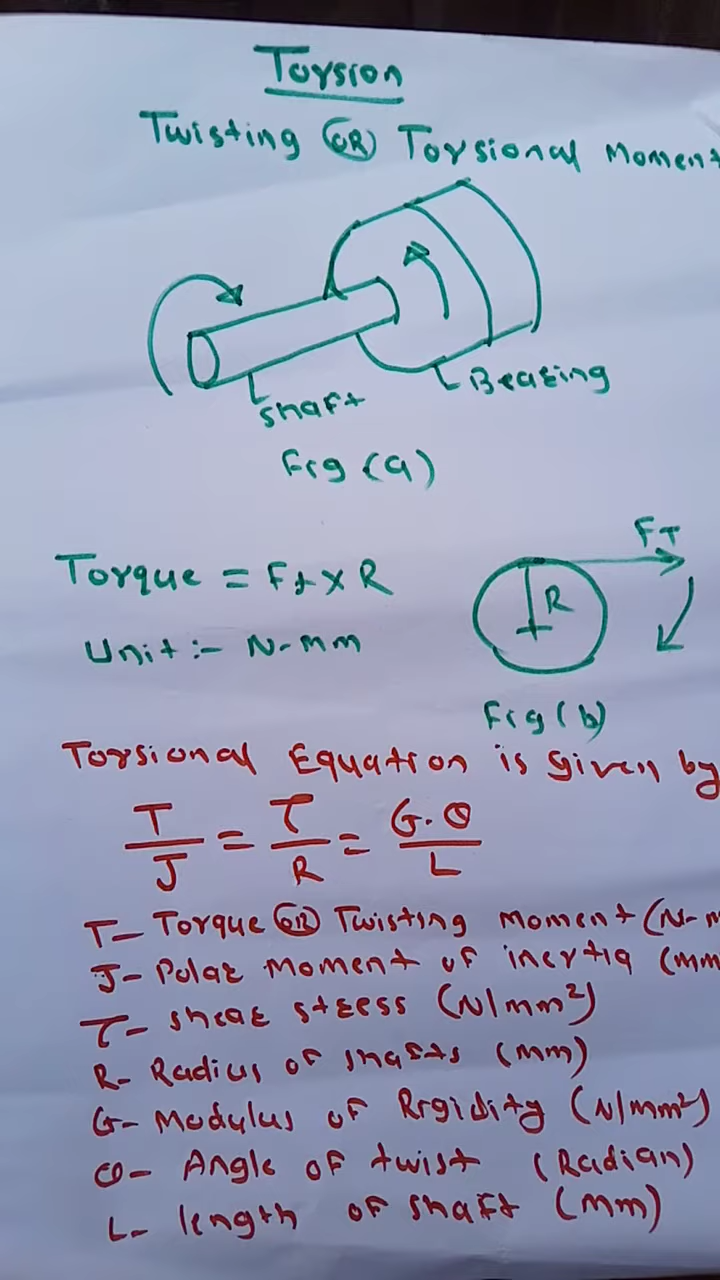 Torsion
Twisting OR Torsional Moment
Shaft
Bearing
Fig (a)
Torque = Ft × R
FT
R
Unit :- N-mm
Fig (b)
Torsional Equation is given by
T/J = τ/R = G.θ/L
T- Torque OR Twisting moment (N-m
J- Polar Moment of inertia (mm
τ- shear stress (N/mm²)
R- Radius of shafts (mm)
G- Modulus of Rigidity (N/mm²)
θ- Angle of twist (Radian)
L- length of shaft (mm)